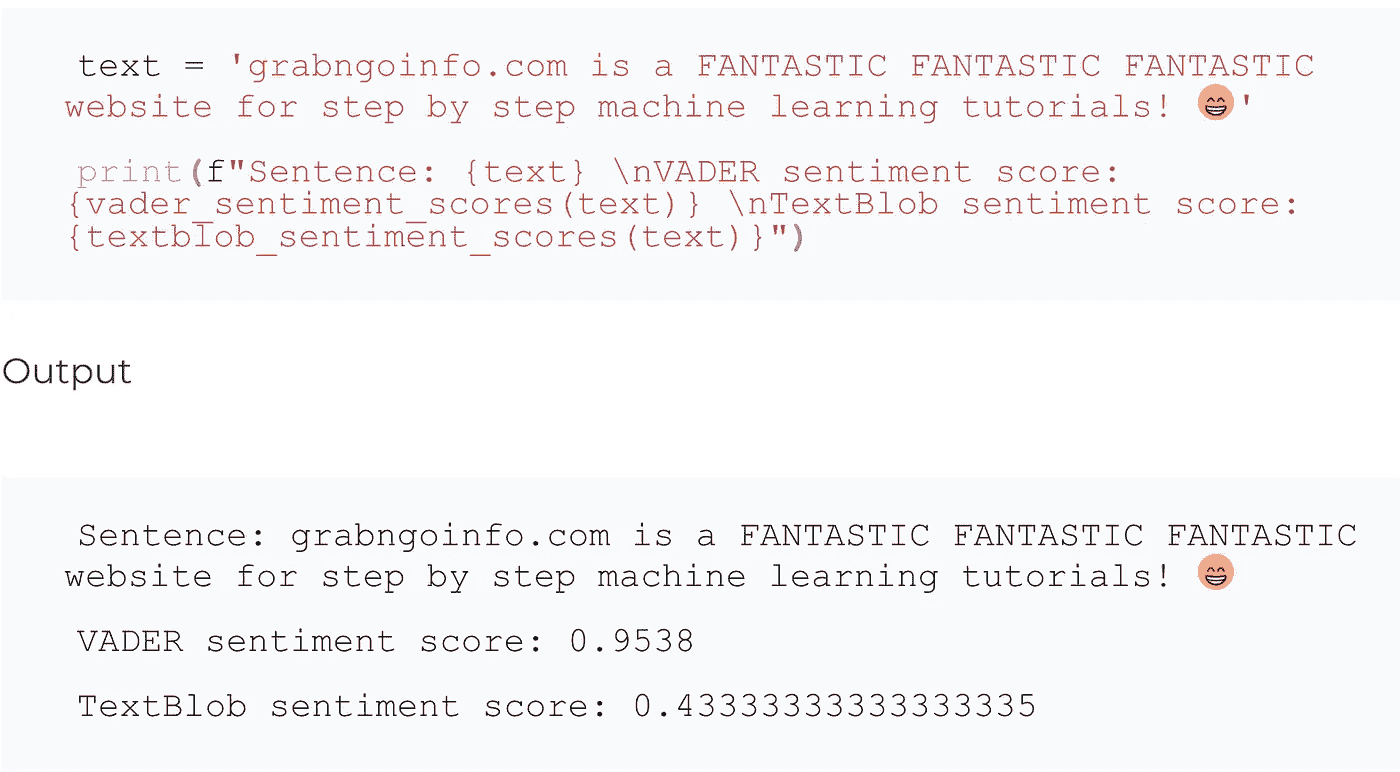 text = 'grabngoinfo.com is a FANTASTIC FANTASTIC FANTASTIC
website for step by step machine learning tutorials! 😁'
print(f"Sentence: {text} \nVADER sentiment score:
{vader_sentiment_scores(text)} \nTextBlob sentiment score:
{textblob_sentiment_scores(text)}")
Output
Sentence: grabngoinfo.com is a FANTASTIC FANTASTIC FANTASTIC
website for step by step machine learning tutorials! 😁
VADER sentiment score: 0.9538
TextBlob sentiment score: 0.43333333333333335